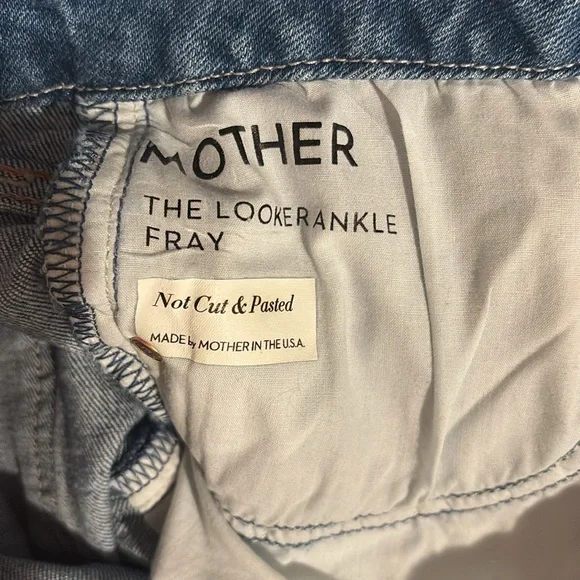 MOTHER
THE LOOKER ANKLE
FRAY
Not Cut & Pasted
MADE by MOTHER IN THE U.S.A.